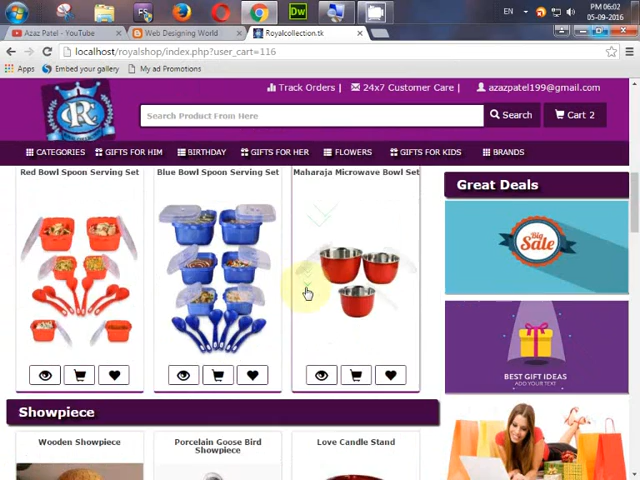 PM 06:02
EN
05-09-2016
Azaz Patel - YouTube
Web Designing World
Royalcollection.tk
localhost/royalshop/index.php?user_cart=116
Apps
Embed your gallery
My ad Promotions
Track Orders |
24x7 Customer Care |
azazpatel199@gmail.com
Search Product From Here
Search
Cart 2
CATEGORIES
GIFTS FOR HIM
BIRTHDAY
GIFTS FOR HER
FLOWERS
GIFTS FOR KIDS
BRANDS
Red Bowl Spoon Serving Set
Blue Bowl Spoon Serving Set
Maharaja Microwave Bowl Set
Great Deals
Big
Sale
BEST GIFT IDEAS
ADD YOUR TEXT
Showpiece
Wooden Showpiece
Porcelain Goose Bird
Showpiece
Love Candle Stand